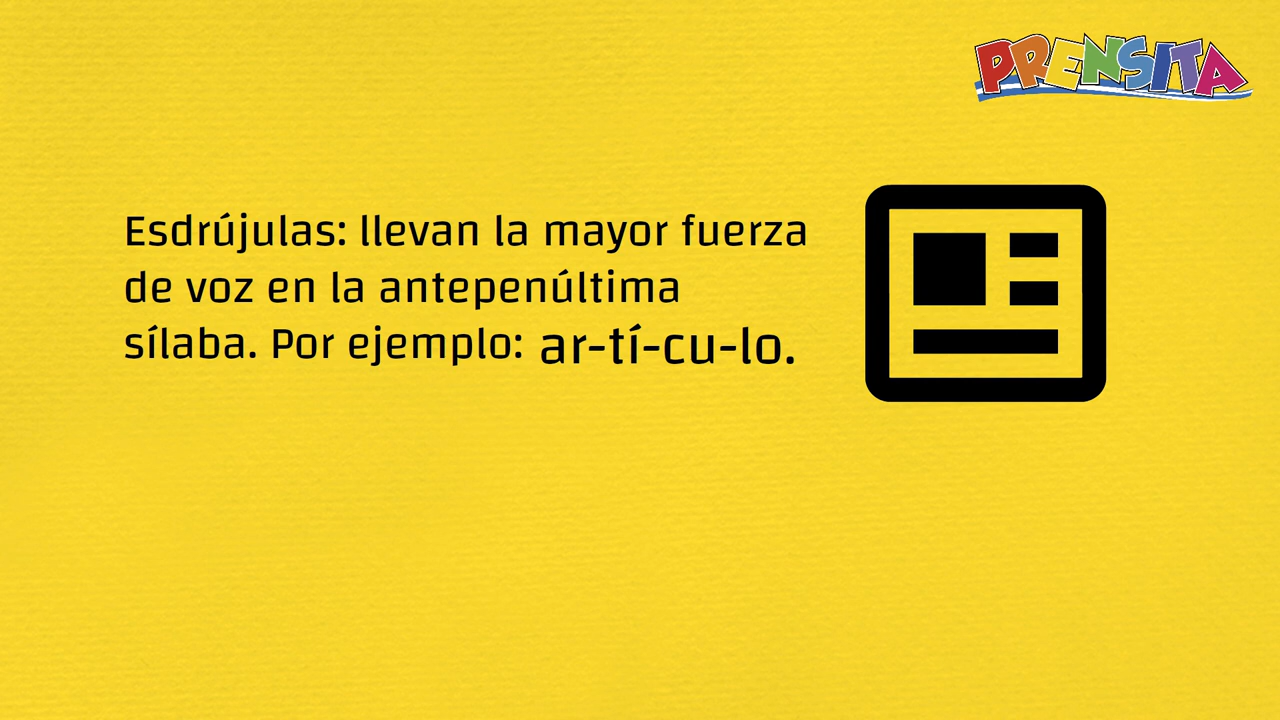 PRENSITA
Esdrújulas: llevan la mayor fuerza
de voz en la antepenúltima
sílaba. Por ejemplo: ar-tí-cu-lo.